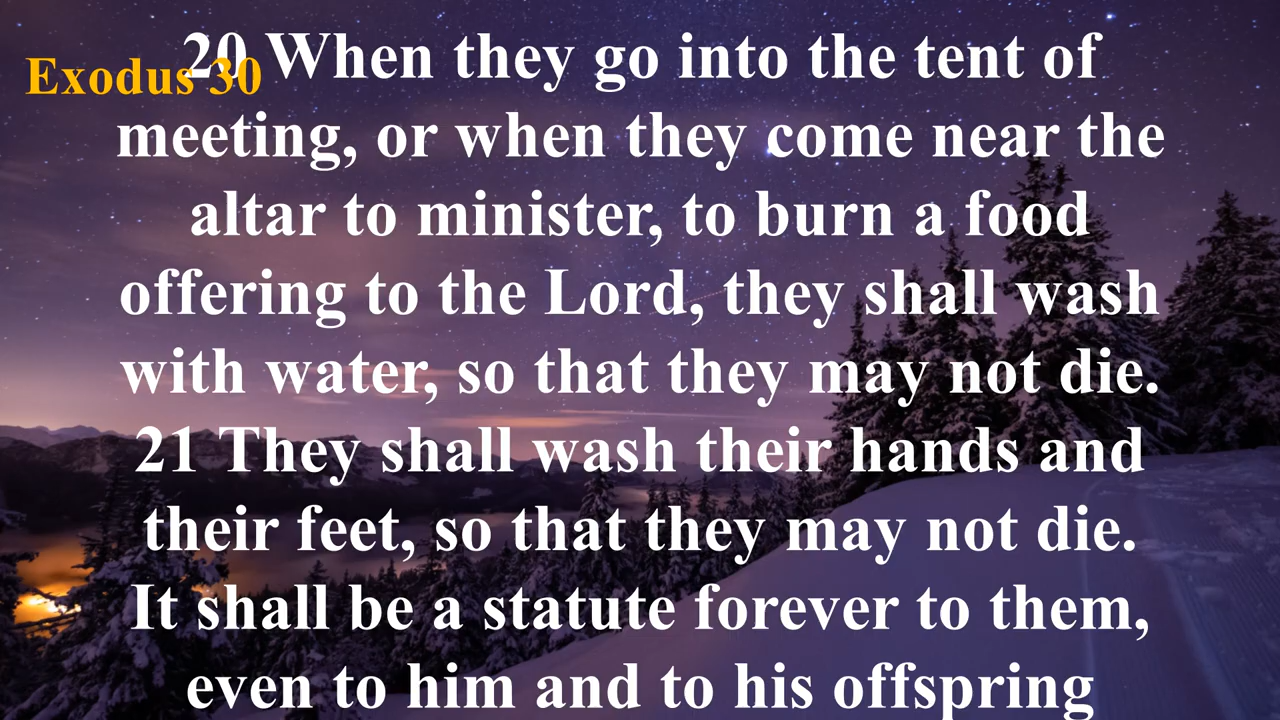 Exodus 30
20 When they go into the tent of
meeting, or when they come near the
altar to minister, to burn a food
offering to the Lord, they shall wash
with water, so that they may not die.
21 They shall wash their hands and
their feet, so that they may not die.
It shall be a statute forever to them,
even to him and to his offspring